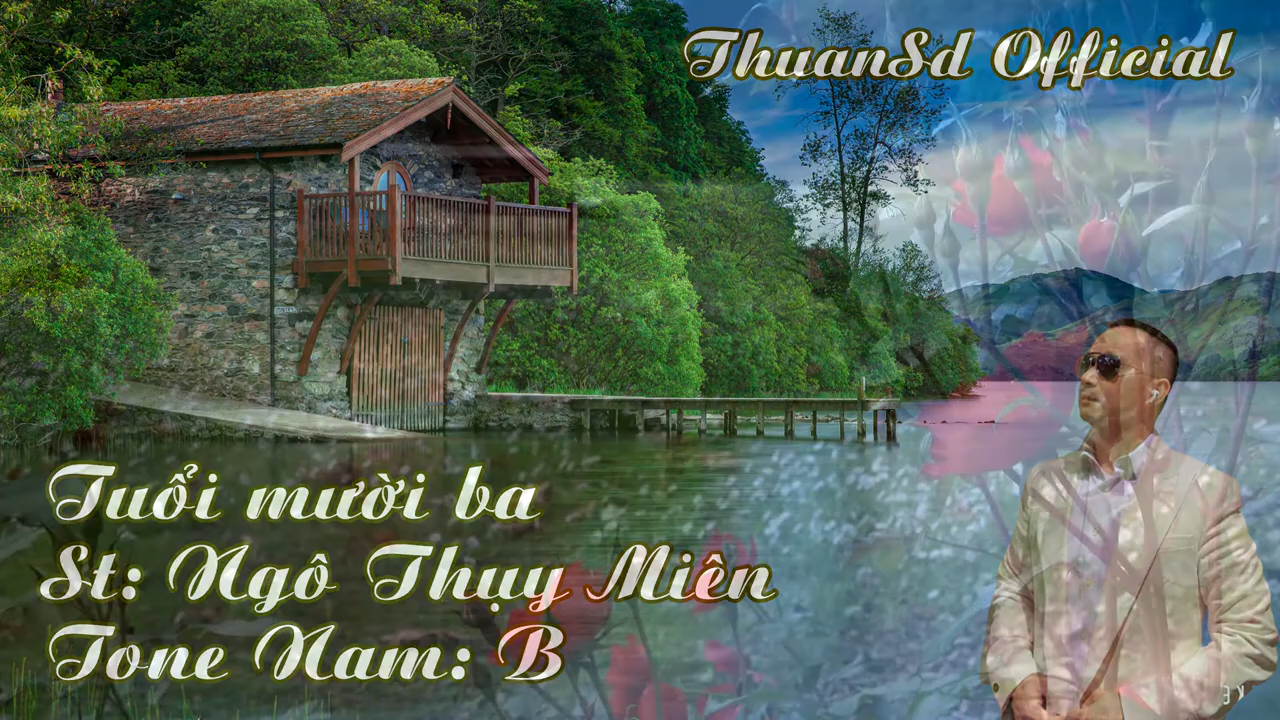 ThuanSd Official
Tuổi mười ba
St: Ngô Thụy Miên
Tone Nam: B